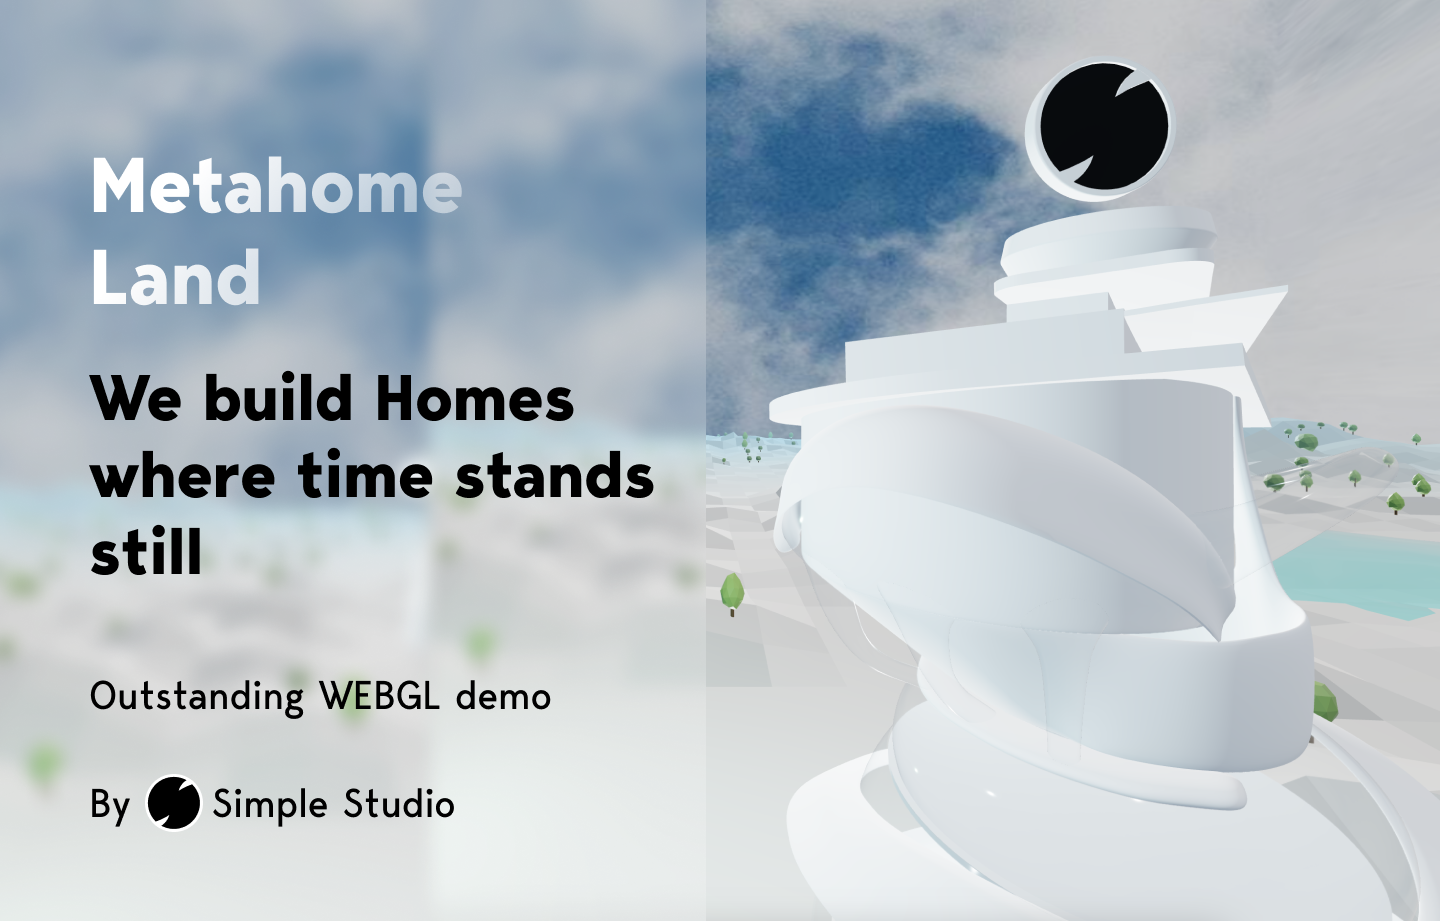 Metahome
Land
We build Homes
where time stands
still
Outstanding WEBGL demo
By Simple Studio